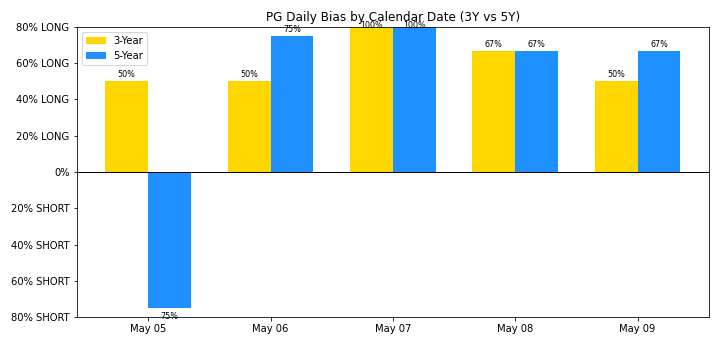 PG Daily Bias by Calendar Date (3Y vs 5Y)
80% LONG
60% LONG
40% LONG
20% LONG
0%
20% SHORT
40% SHORT
60% SHORT
80% SHORT
3-Year
5-Year
50%
75%
50%
75%
100%
100%
67%
67%
50%
67%
May 05
May 06
May 07
May 08
May 09